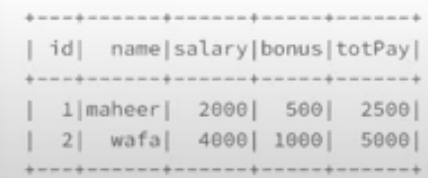 +---+------+------+-----+------+
| id|  name|salary|bonus|totPay|
+---+------+------+-----+------+
|  1|maheer|  2000|  500|  2500|
|  2|  wafa|  4000| 1000|  5000|
+---+------+------+-----+------+